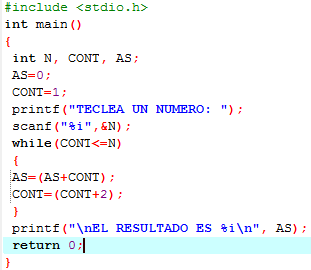 #include <stdio.h>
int main()
{
int N, CONT, AS;
AS=0;
CONT=1;
printf("TECLEA UN NUMERO: ");
scanf("%i",&N);
while(CONT<=N)
{
AS=(AS+CONT);
CONT=(CONT+2);
}
printf("\nEL RESULTADO ES %i\n", AS);
return 0;
}